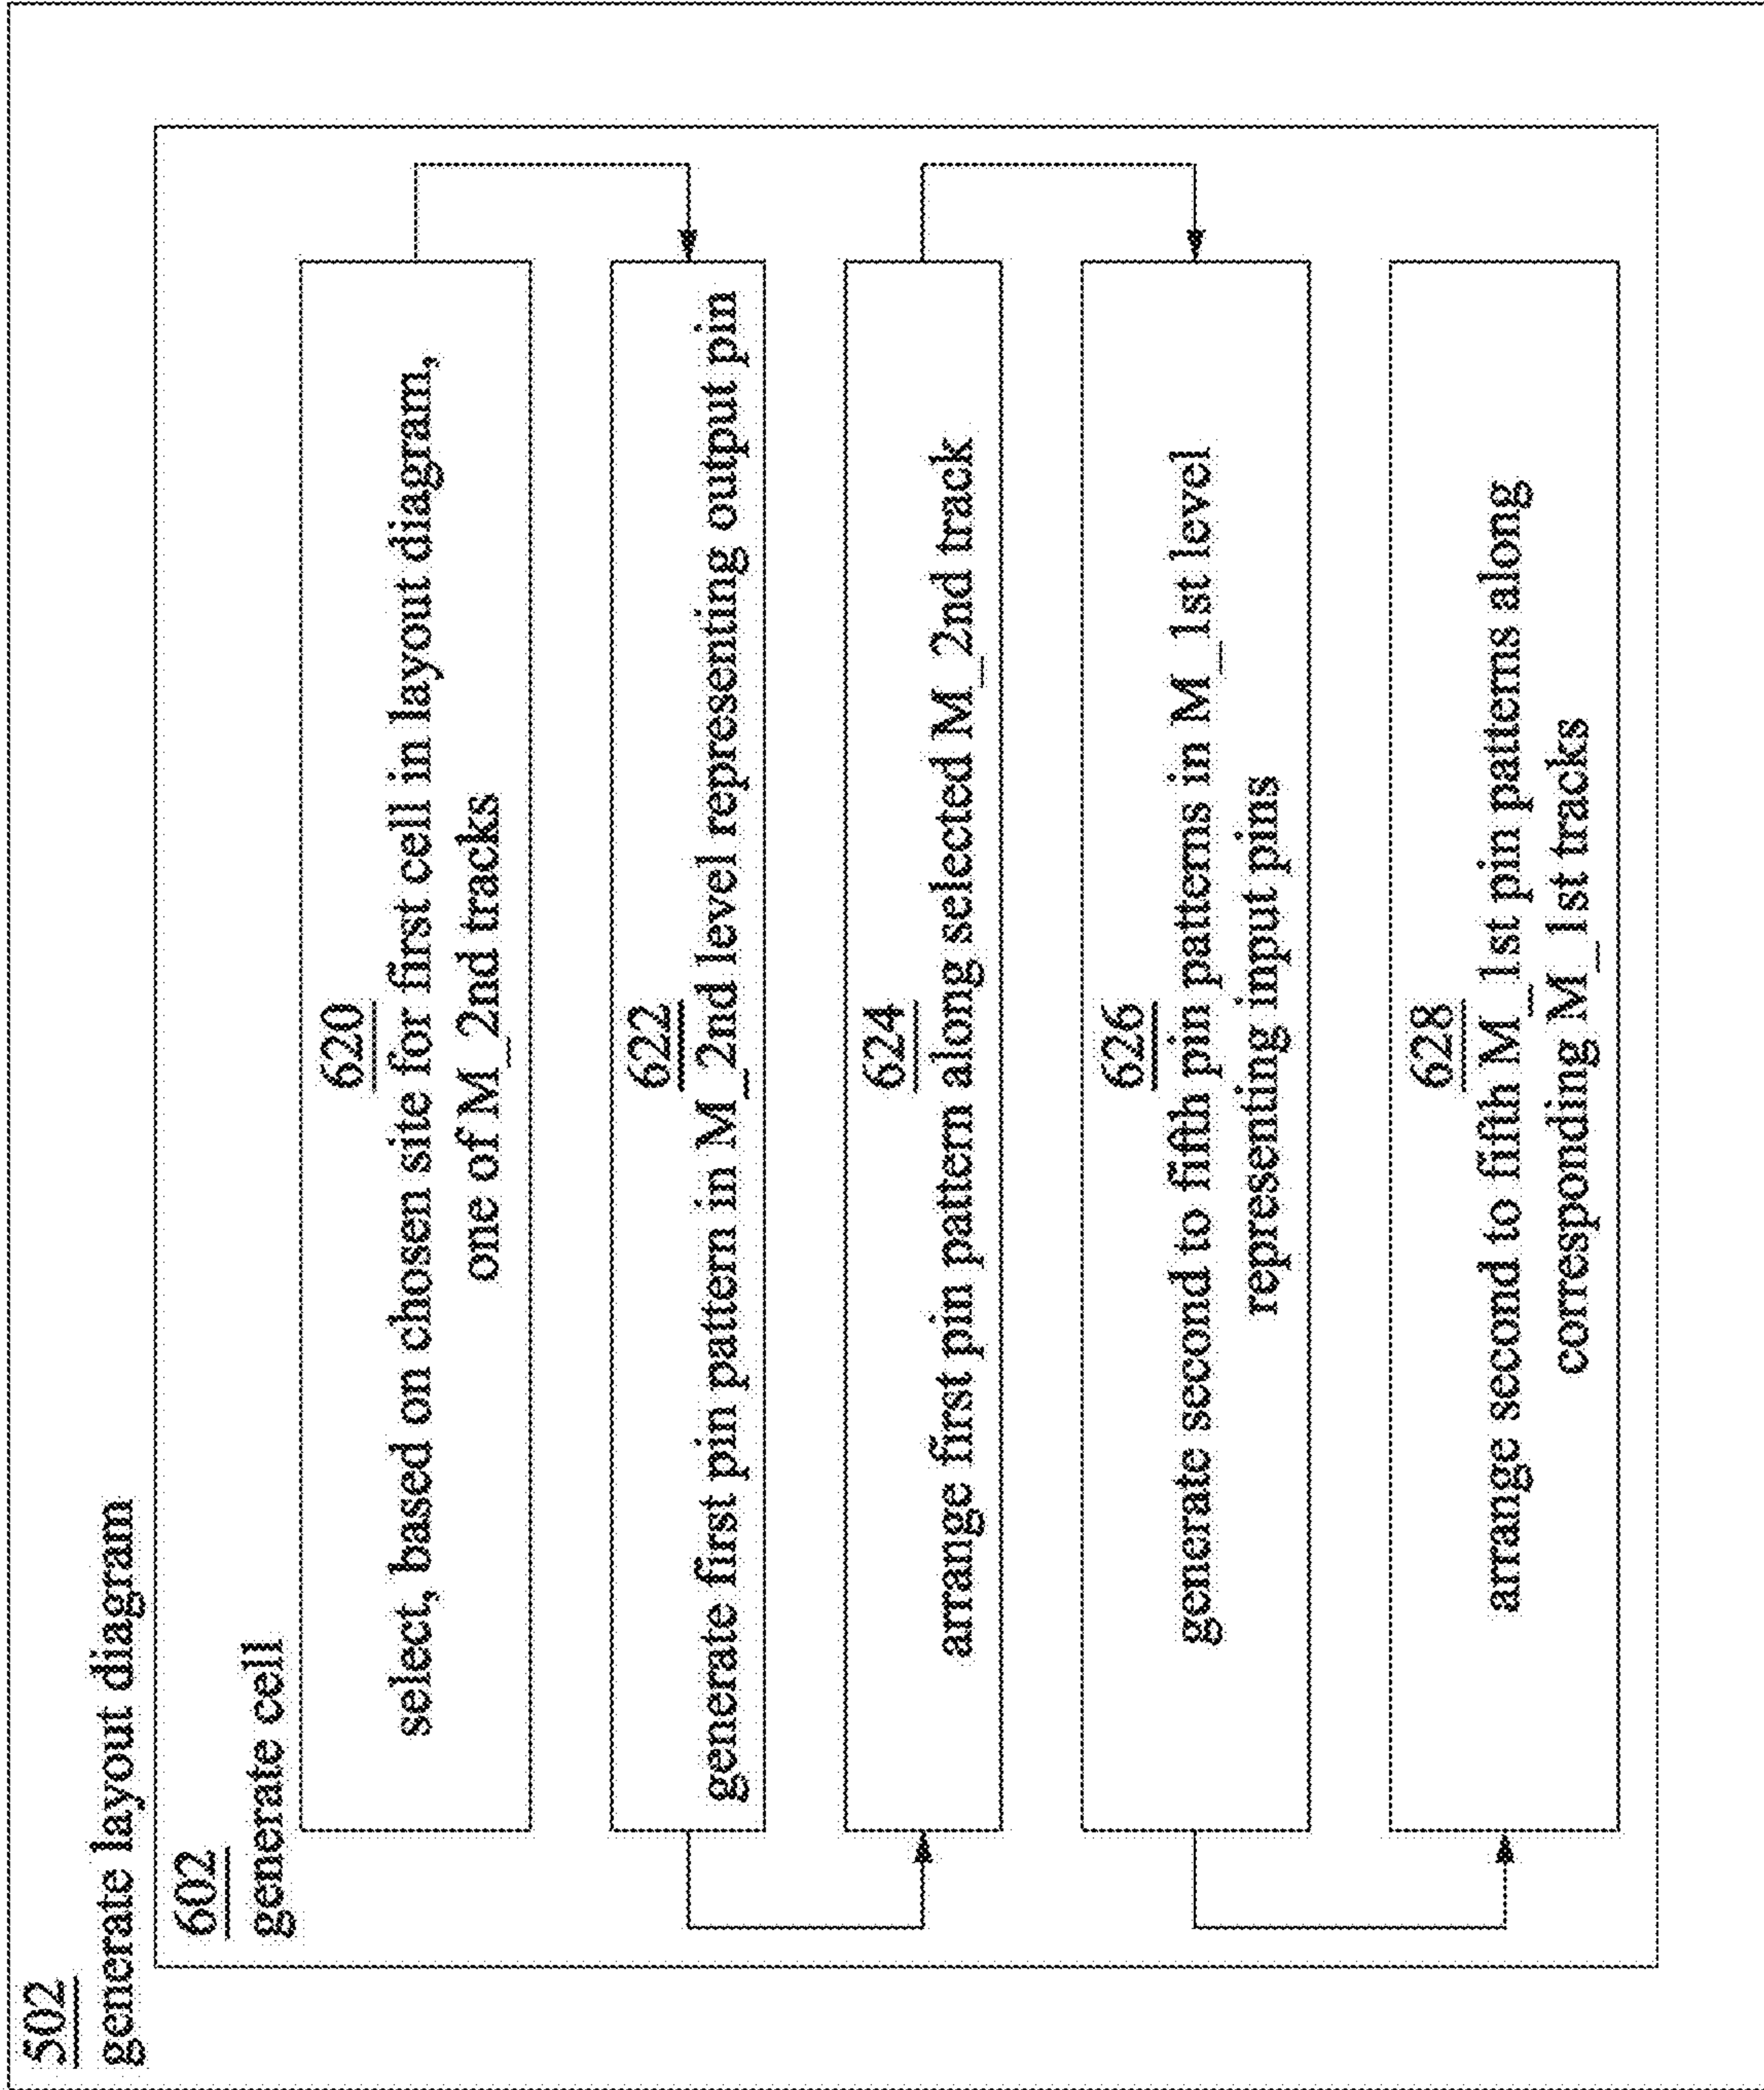 502
generate layout diagram
602
generate cell
620
select, based on chosen site for first cell in layout diagram,
one of M_2nd tracks
622
generate first pin pattern in M_2nd level representing output pin
624
arrange first pin pattern along selected M_2nd track
626
generate second to fifth pin patterns in M_1st level
representing input pins
628
arrange second to fifth M_1st pin patterns along
corresponding M_1st tracks